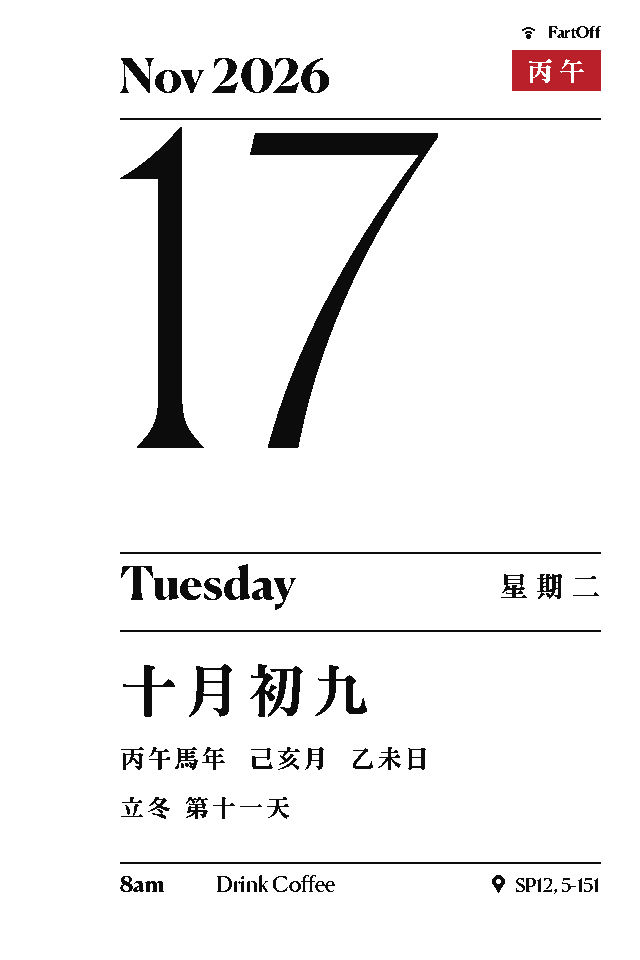 FartOff
Nov 2026
丙午
17
Tuesday
星期二
十月初九
丙午馬年 己亥月 乙未日
立冬 第十一天
8am Drink Coffee SP12, 5-151